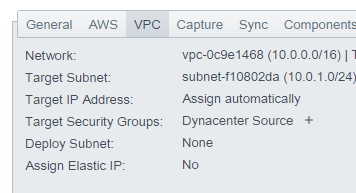 General AWS VPC Capture Sync Components
Network: vpc-0c9e1468 (10.0.0.0/16) |
Target Subnet: subnet-f10802da (10.0.1.0/24)
Target IP Address: Assign automatically
Target Security Groups: Dynacenter Source +
Deploy Subnet: None
Assign Elastic IP: No